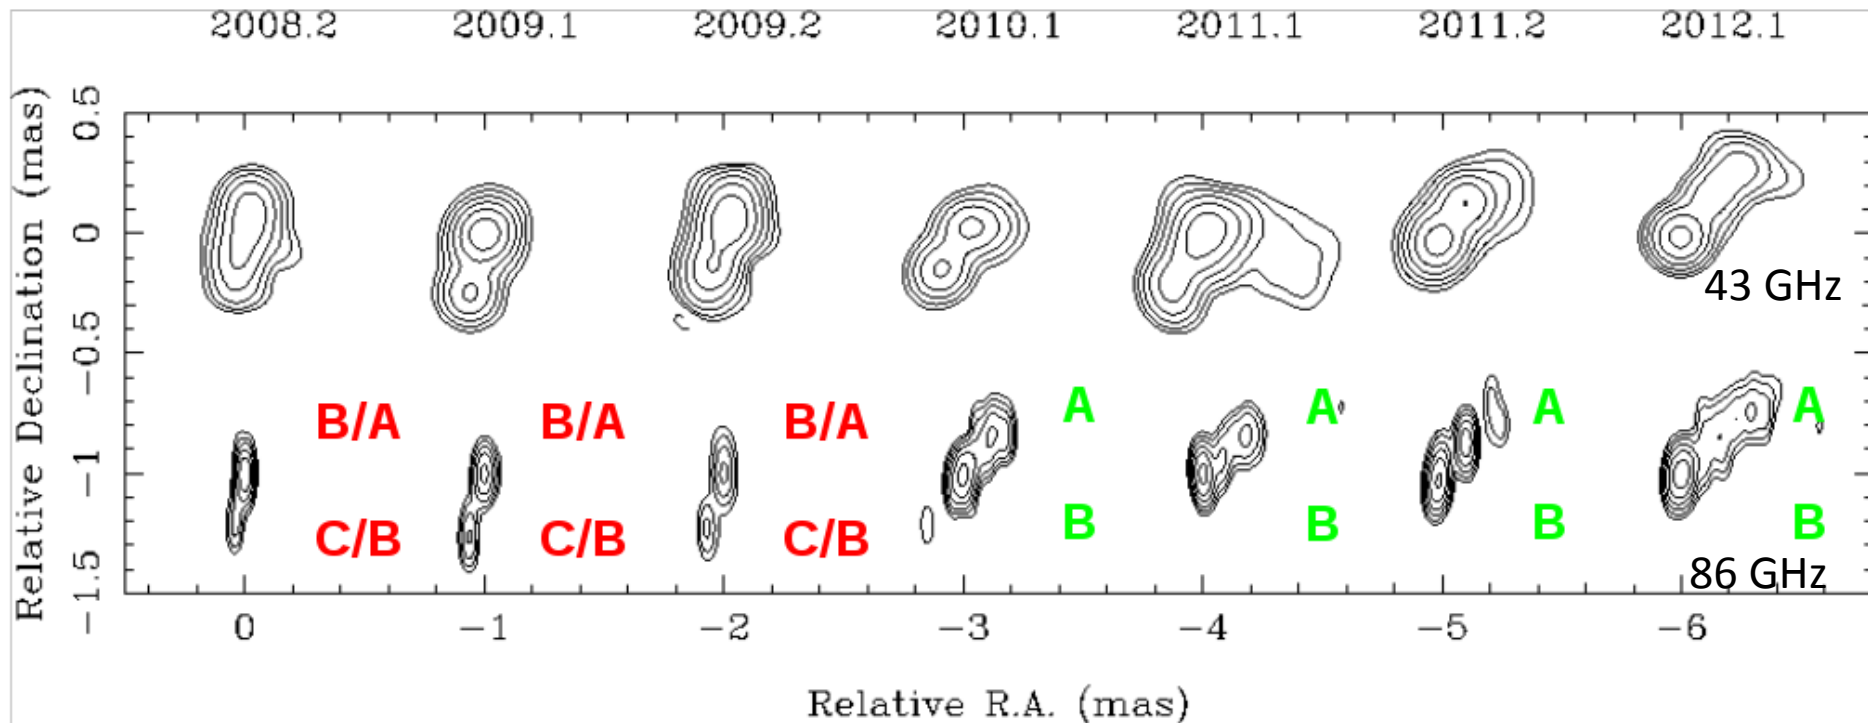 2008.2 2009.1 2009.2 2010.1 2011.1 2011.2 2012.1
Relative Declination (mas)
0.5
0
−0.5
−1
−1.5
43 GHz
B/A B/A B/A A A A A
C/B C/B C/B B B B B
86 GHz
0 −1 −2 −3 −4 −5 −6
Relative R.A. (mas)